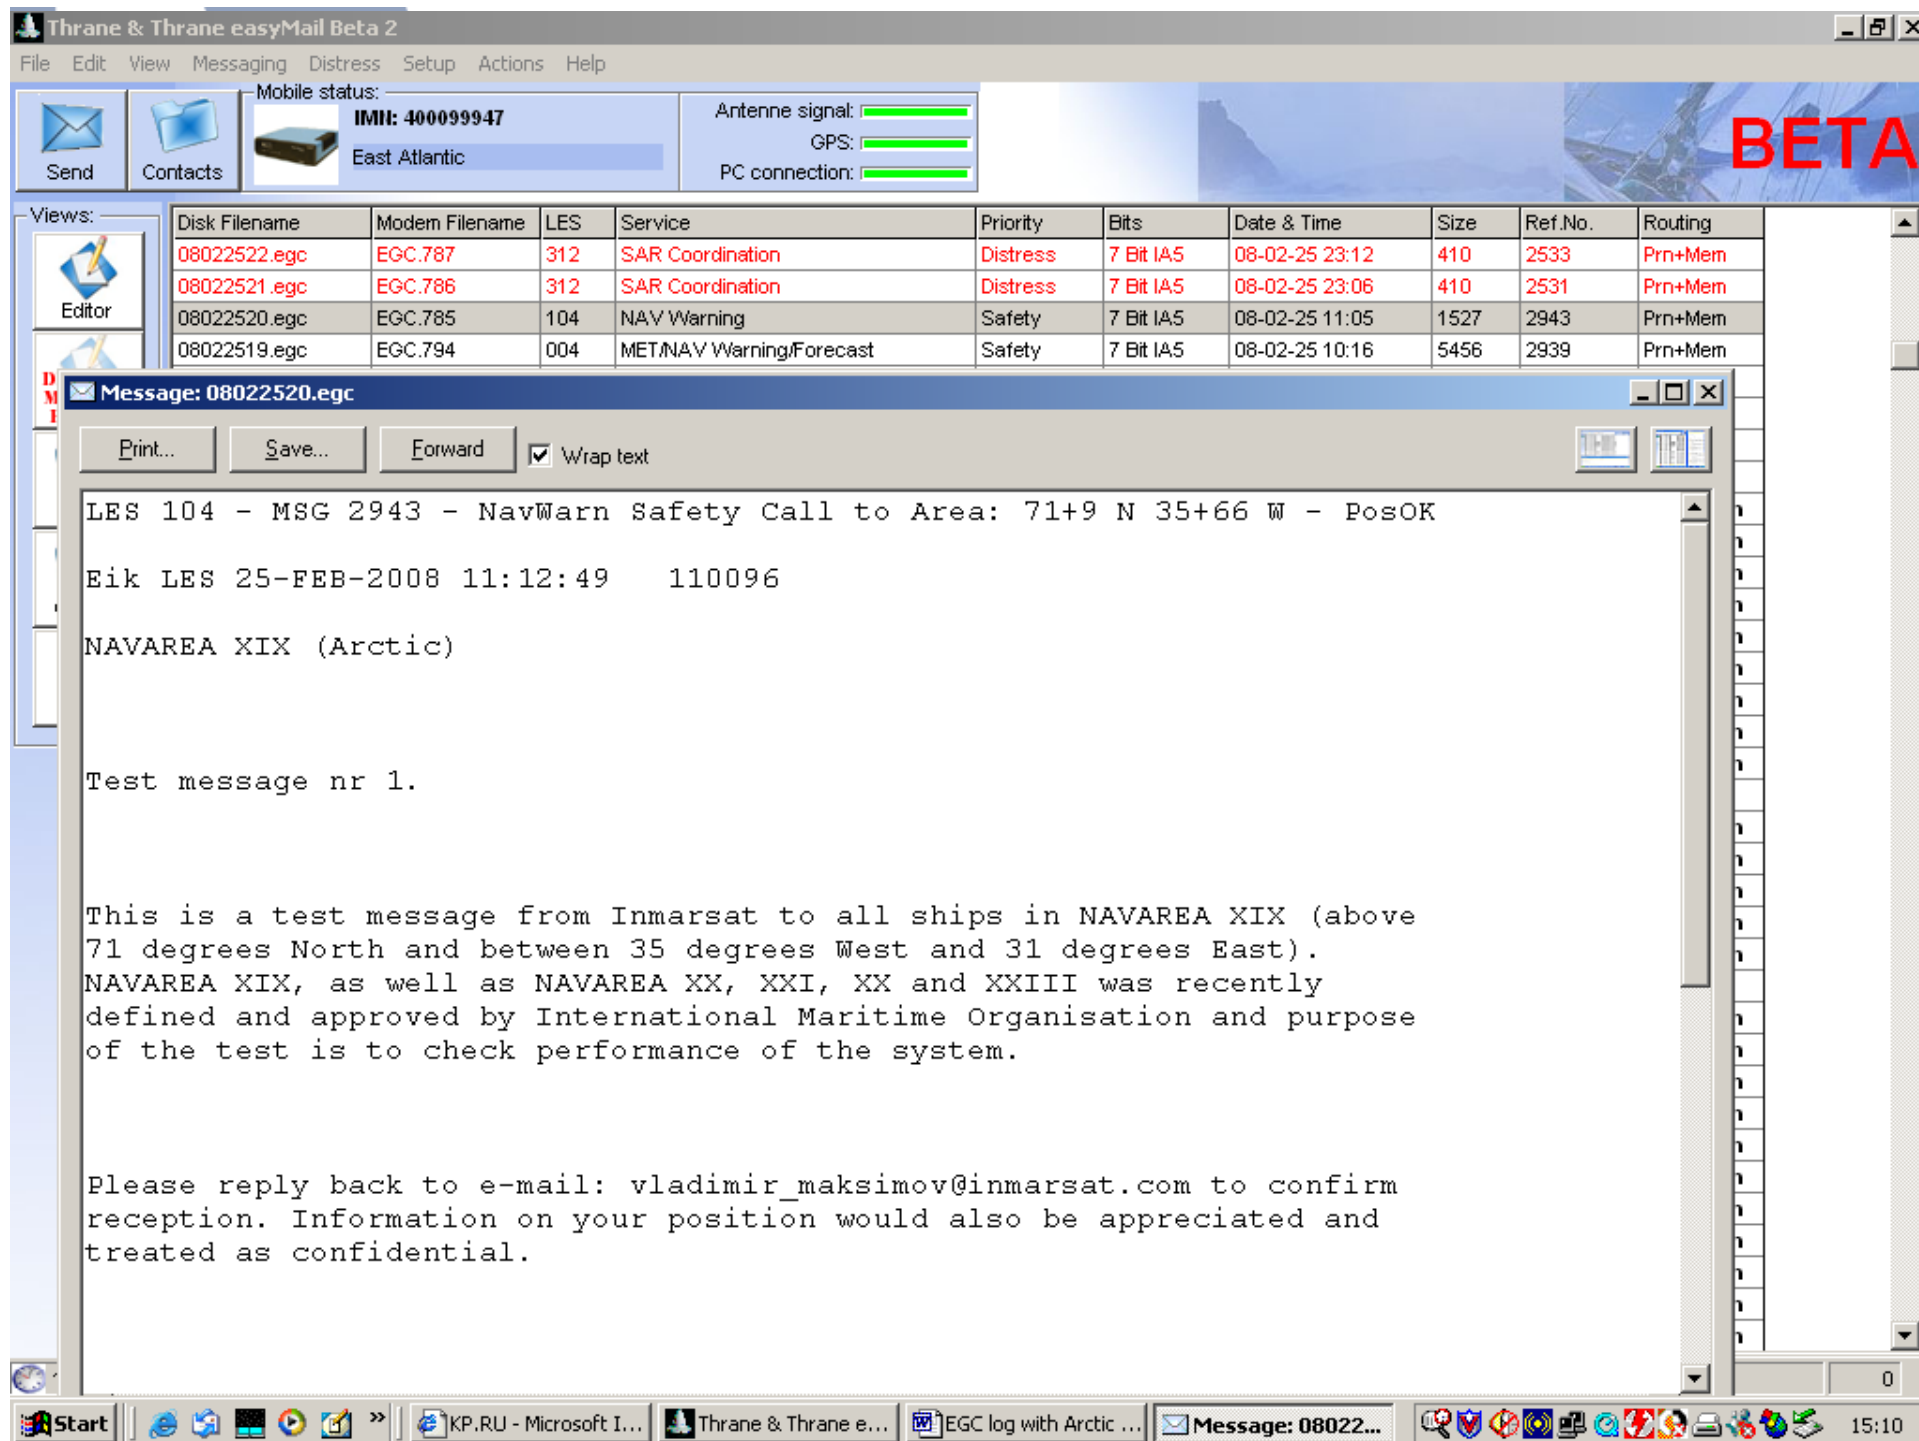 Thrane & Thrane easyMail Beta 2
File Edit View Messaging Distress Setup Actions Help
Send
Contacts
Mobile status:
IMN: 400099947
East Atlantic
Antenne signal:
GPS:
PC connection:
BETA
Views:
Editor
Disk Filename Modem Filename LES Service Priority Bits Date & Time Size Ref.No. Routing
08022522.egc EGC.787 312 SAR Coordination Distress 7 Bit IA5 08-02-25 23:12 410 2533 Prn+Mem
08022521.egc EGC.786 312 SAR Coordination Distress 7 Bit IA5 08-02-25 23:06 410 2531 Prn+Mem
08022520.egc EGC.785 104 NAV Warning Safety 7 Bit IA5 08-02-25 11:05 1527 2943 Prn+Mem
08022519.egc EGC.794 004 MET/NAV Warning/Forecast Safety 7 Bit IA5 08-02-25 10:16 5456 2939 Prn+Mem
Message: 08022520.egc
Print... Save... Forward Wrap text
LES 104 - MSG 2943 - NavWarn Safety Call to Area: 71+9 N 35+66 W - PosOK
Eik LES 25-FEB-2008 11:12:49 110096
NAVAREA XIX (Arctic)
Test message nr 1.
This is a test message from Inmarsat to all ships in NAVAREA XIX (above
71 degrees North and between 35 degrees West and 31 degrees East).
NAVAREA XIX, as well as NAVAREA XX, XXI, XX and XXIII was recently
defined and approved by International Maritime Organisation and purpose
of the test is to check performance of the system.
Please reply back to e-mail: vladimir_maksimov@inmarsat.com to confirm
reception. Information on your position would also be appreciated and
treated as confidential.
0
Start
»
KP.RU - Microsoft I...
Thrane & Thrane e...
EGC log with Arctic ...
Message: 08022...
15:10